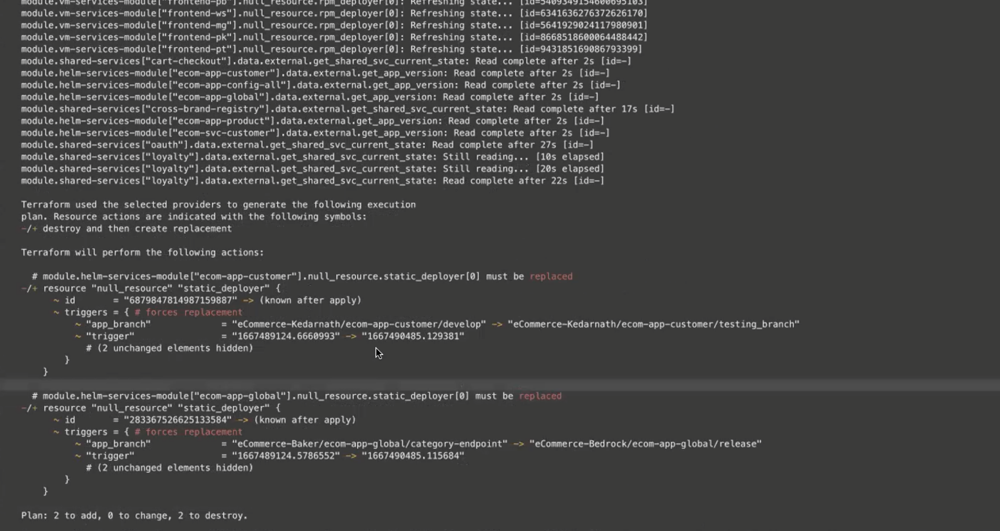 module.vm-services-module["frontend-pb"].null_resource.rpm_deployer[0]: Refreshing state... [id=5409349154600695103]
module.vm-services-module["frontend-ws"].null_resource.rpm_deployer[0]: Refreshing state... [id=6341636276372626170]
module.vm-services-module["frontend-mg"].null_resource.rpm_deployer[0]: Refreshing state... [id=5641929024117980901]
module.vm-services-module["frontend-pk"].null_resource.rpm_deployer[0]: Refreshing state... [id=8668518600064488442]
module.vm-services-module["frontend-pt"].null_resource.rpm_deployer[0]: Refreshing state... [id=943185169086793399]
module.shared-services["cart-checkout"].data.external.get_shared_svc_current_state: Read complete after 2s [id=-]
module.helm-services-module["ecom-app-customer"].data.external.get_app_version: Read complete after 2s [id=-]
module.helm-services-module["ecom-app-config-all"].data.external.get_app_version: Read complete after 2s [id=-]
module.helm-services-module["ecom-app-global"].data.external.get_app_version: Read complete after 2s [id=-]
module.shared-services["cross-brand-registry"].data.external.get_shared_svc_current_state: Read complete after 17s [id=-]
module.helm-services-module["ecom-app-product"].data.external.get_app_version: Read complete after 2s [id=-]
module.helm-services-module["ecom-svc-customer"].data.external.get_app_version: Read complete after 2s [id=-]
module.shared-services["oauth"].data.external.get_shared_svc_current_state: Read complete after 27s [id=-]
module.shared-services["loyalty"].data.external.get_shared_svc_current_state: Still reading... [10s elapsed]
module.shared-services["loyalty"].data.external.get_shared_svc_current_state: Still reading... [20s elapsed]
module.shared-services["loyalty"].data.external.get_shared_svc_current_state: Read complete after 22s [id=-]
Terraform used the selected providers to generate the following execution
plan. Resource actions are indicated with the following symbols:
-/+ destroy and then create replacement
Terraform will perform the following actions:
# module.helm-services-module["ecom-app-customer"].null_resource.static_deployer[0] must be replaced
-/+ resource "null_resource" "static_deployer" {
~ id = "6879847814987159887" -> (known after apply)
~ triggers = { # forces replacement
~ "app_branch" = "eCommerce-Kedarnath/ecom-app-customer/develop" -> "eCommerce-Kedarnath/ecom-app-customer/testing_branch"
~ "trigger" = "1667489124.6660993" -> "1667490485.129381"
# (2 unchanged elements hidden)
}
}
# module.helm-services-module["ecom-app-global"].null_resource.static_deployer[0] must be replaced
-/+ resource "null_resource" "static_deployer" {
~ id = "2833675266251335​84" -> (known after apply)
~ triggers = { # forces replacement
~ "app_branch" = "eCommerce-Baker/ecom-app-global/category-endpoint" -> "eCommerce-Bedrock/ecom-app-global/release"
~ "trigger" = "1667489124.5786552" -> "1667490485.115684"
# (2 unchanged elements hidden)
}
}
Plan: 2 to add, 0 to change, 2 to destroy.